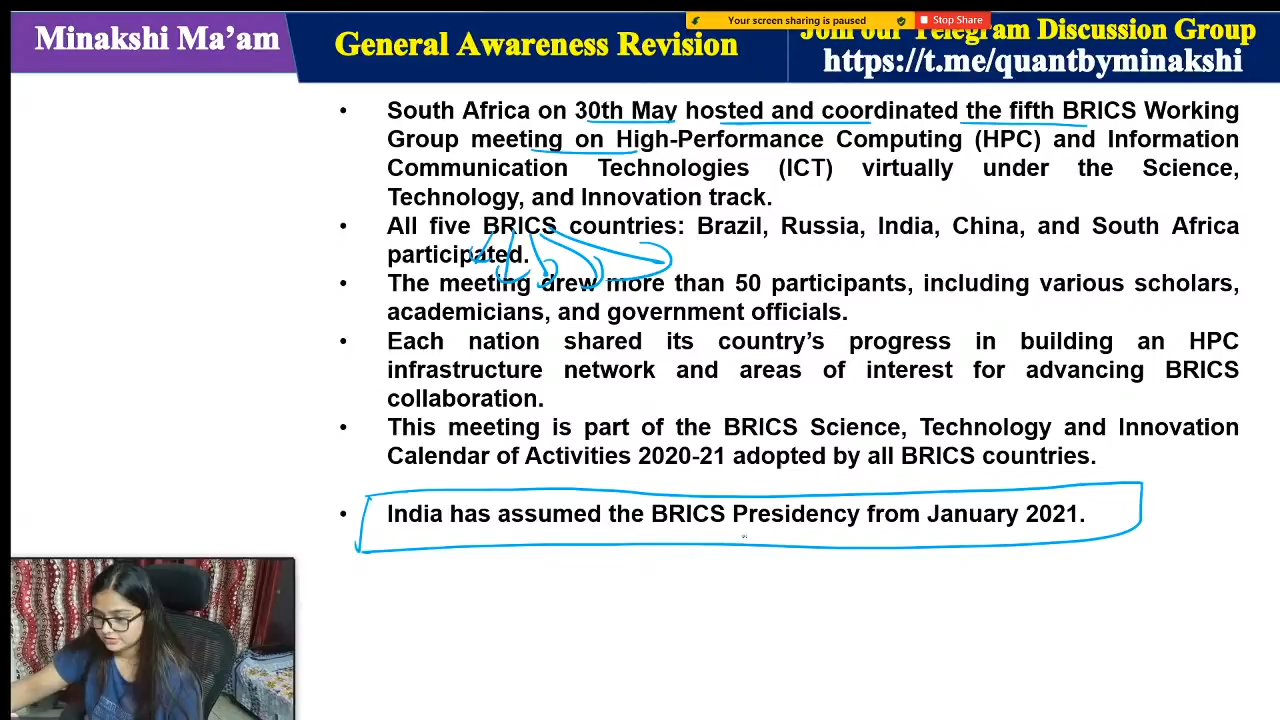 Minakshi Ma'am
General Awareness Revision
Your screen sharing is paused
Stop Share
Join our Telegram Discussion Group
https://t.me/quantbyminakshi
• South Africa on 30th May hosted and coordinated the fifth BRICS Working
Group meeting on High-Performance Computing (HPC) and Information
Communication Technologies (ICT) virtually under the Science,
Technology, and Innovation track.
• All five BRICS countries: Brazil, Russia, India, China, and South Africa
participated.
• The meeting drew more than 50 participants, including various scholars,
academicians, and government officials.
• Each nation shared its country's progress in building an HPC
infrastructure network and areas of interest for advancing BRICS
collaboration.
• This meeting is part of the BRICS Science, Technology and Innovation
Calendar of Activities 2020-21 adopted by all BRICS countries.
• India has assumed the BRICS Presidency from January 2021.